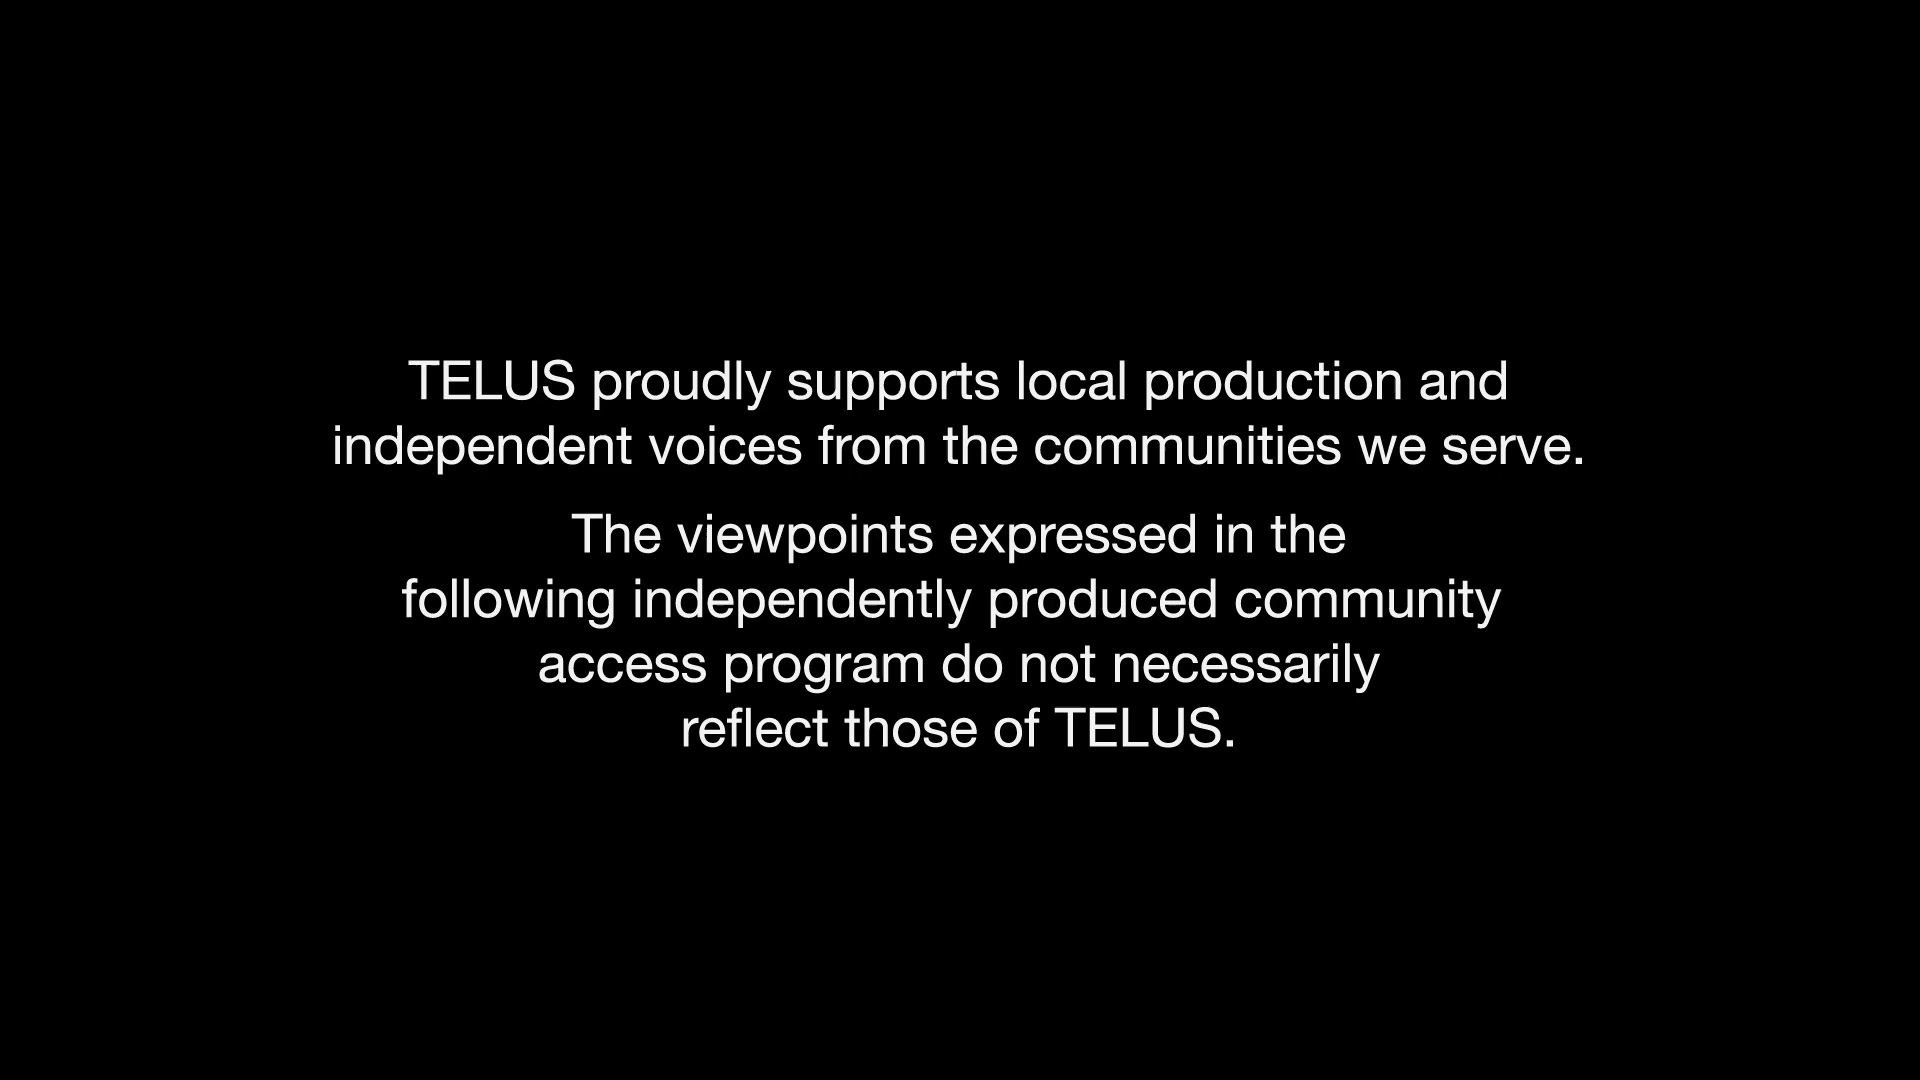 TELUS proudly supports local production and
independent voices from the communities we serve.
The viewpoints expressed in the
following independently produced community
access program do not necessarily
reflect those of TELUS.